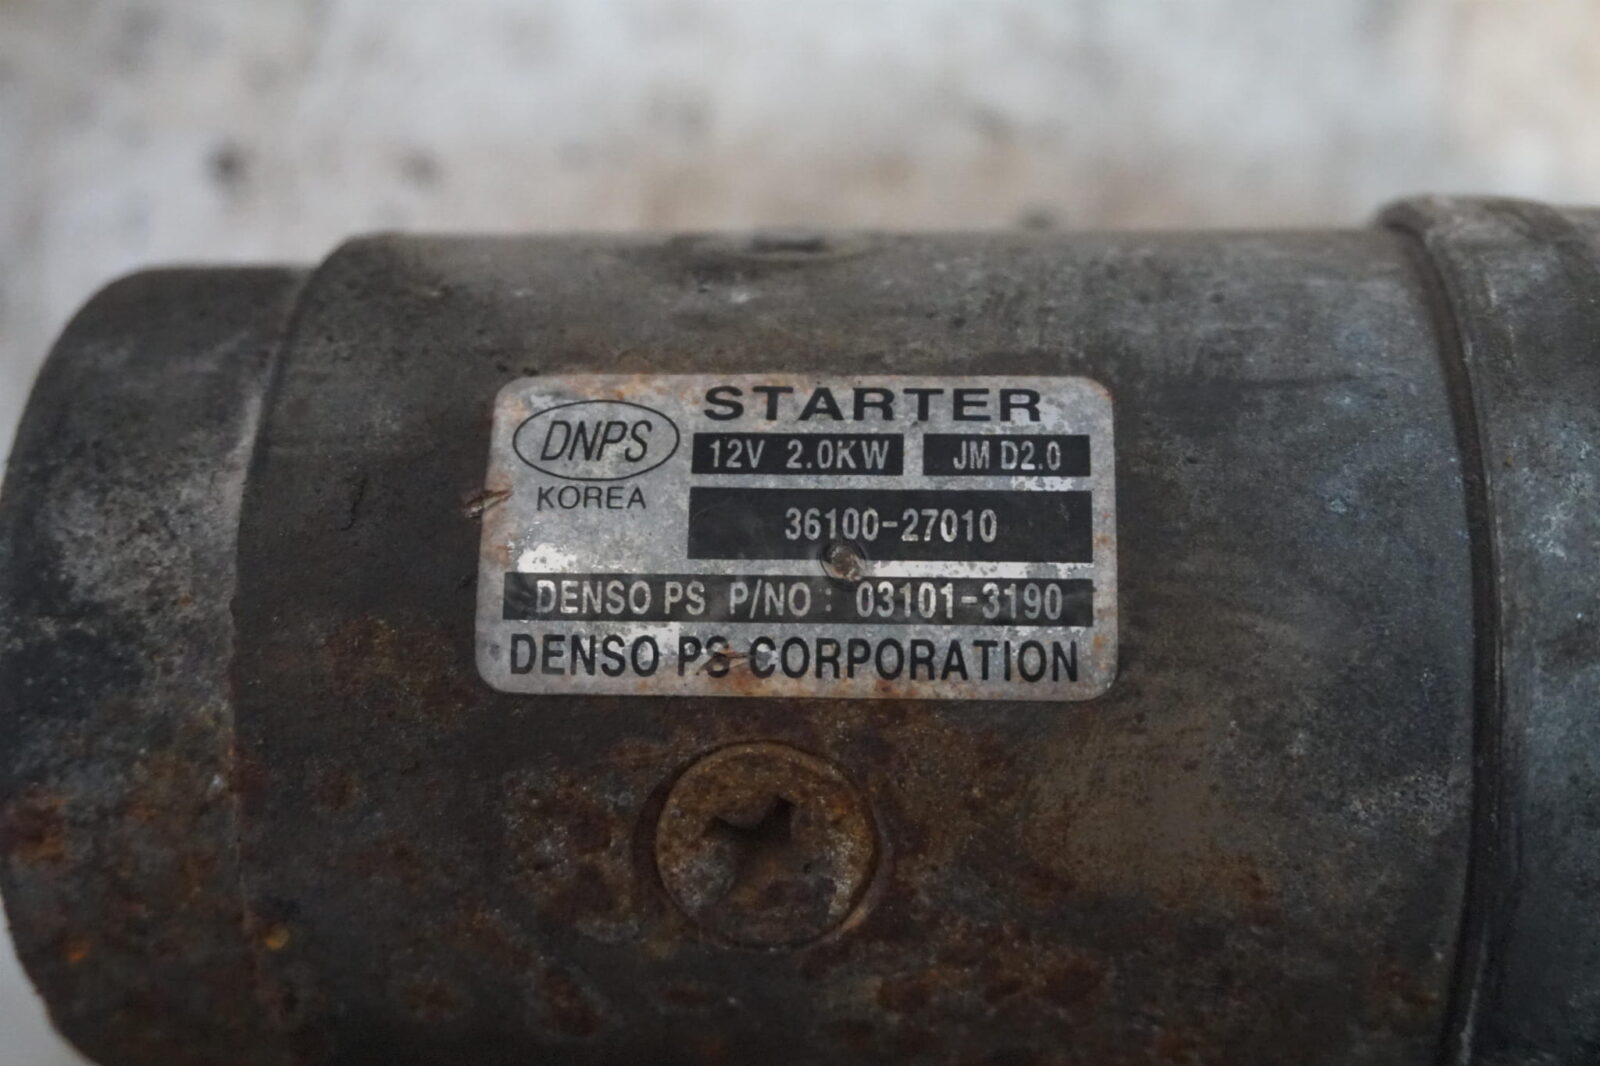 STARTER
DNPS
12V 2.0KW JM D2.0
KOREA
36100-27010
DENSO PS P/NO : 03101-3190
DENSO PS CORPORATION